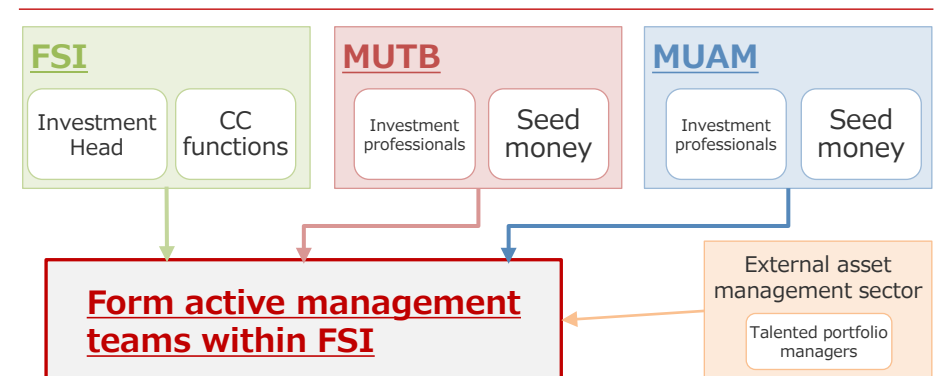 FSI
Investment
Head
CC
functions
MUTB
Investment
professionals
Seed
money
MUAM
Investment
professionals
Seed
money
Form active management
teams within FSI
External asset
management sector
Talented portfolio
managers